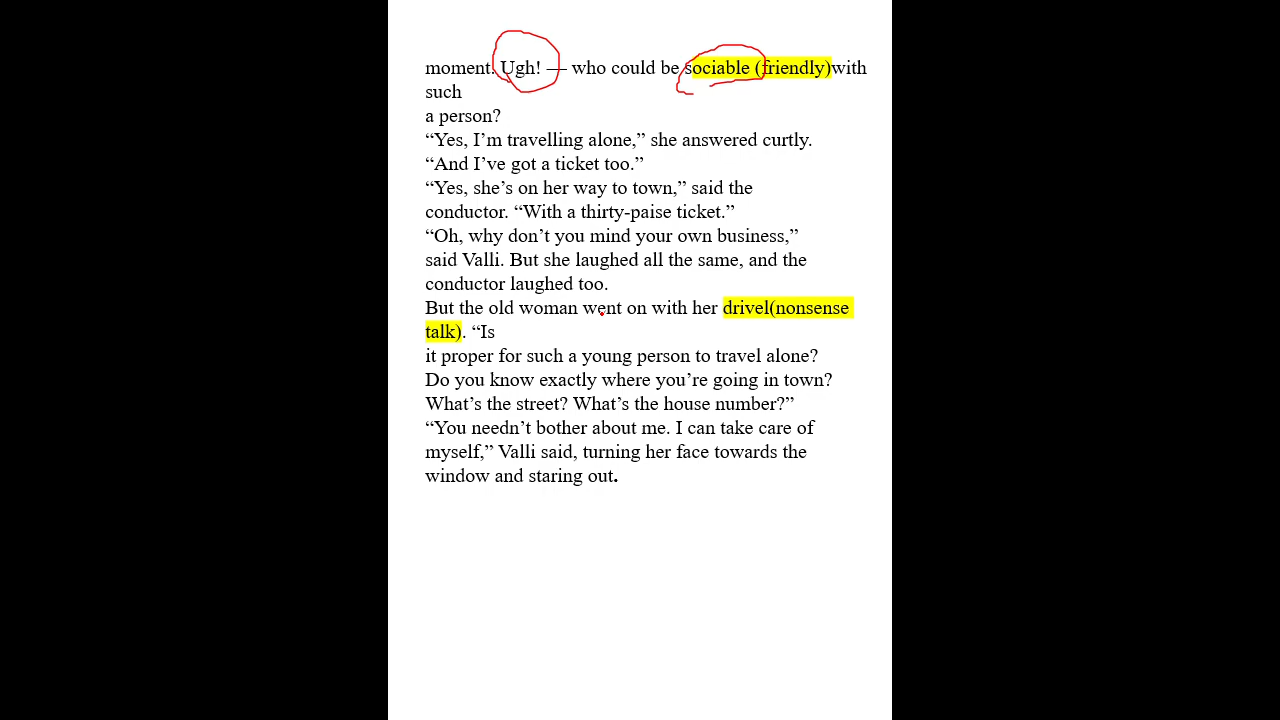 moment. Ugh! — who could be sociable (friendly)with
such
a person?
“Yes, I’m travelling alone,” she answered curtly.
“And I’ve got a ticket too.”
“Yes, she’s on her way to town,” said the
conductor. “With a thirty-paise ticket.”
“Oh, why don’t you mind your own business,”
said Valli. But she laughed all the same, and the
conductor laughed too.
But the old woman went on with her drivel(nonsense
talk). “Is
it proper for such a young person to travel alone?
Do you know exactly where you’re going in town?
What’s the street? What’s the house number?”
“You needn’t bother about me. I can take care of
myself,” Valli said, turning her face towards the
window and staring out.